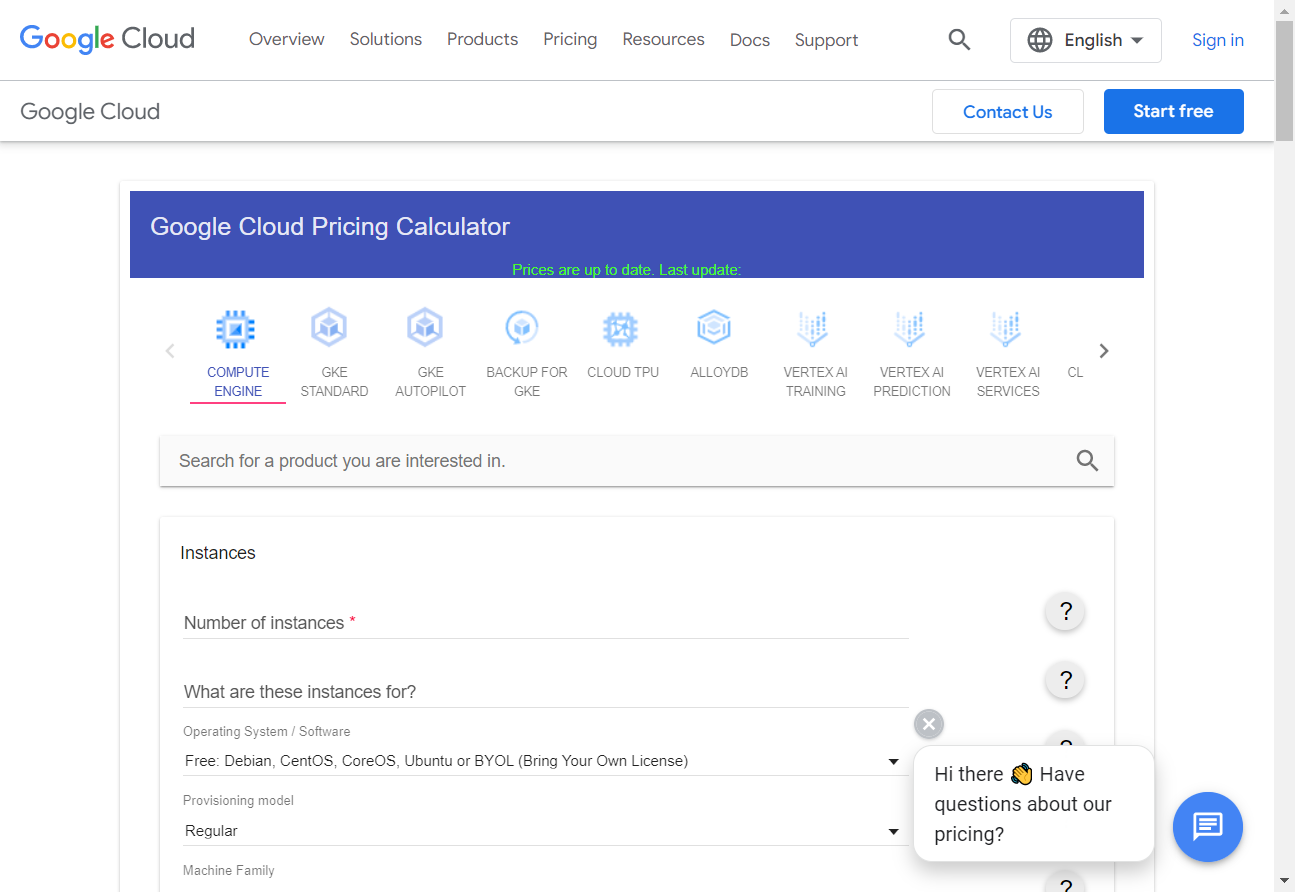 Google Cloud Overview Solutions Products Pricing Resources Docs Support English Sign in
Google Cloud Contact Us Start free
Google Cloud Pricing Calculator
Prices are up to date. Last update:
COMPUTE ENGINE
GKE STANDARD
GKE AUTOPILOT
BACKUP FOR GKE
CLOUD TPU
ALLOYDB
VERTEX AI TRAINING
VERTEX AI PREDICTION
VERTEX AI SERVICES
CL
Search for a product you are interested in.
Instances
Number of instances *
?
What are these instances for?
?
Operating System / Software
?
Free: Debian, CentOS, CoreOS, Ubuntu or BYOL (Bring Your Own License)
Provisioning model
Regular
Machine Family
?
Hi there 👏 Have
questions about our
pricing?